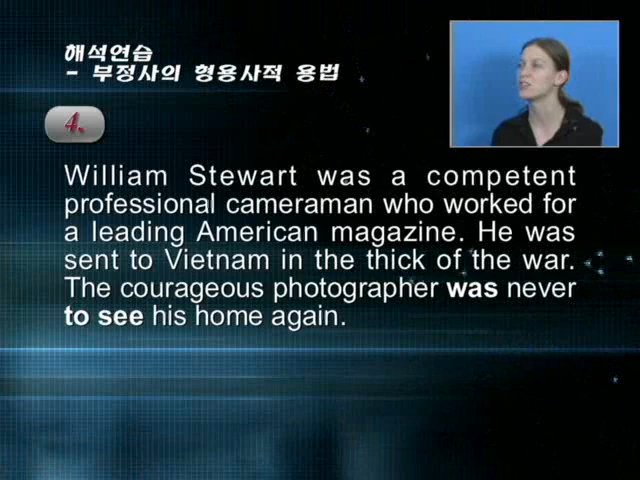 해석연습
- 부정사의 형용사적 용법
4.
William Stewart was a competent
professional cameraman who worked for
a leading American magazine. He was
sent to Vietnam in the thick of the war.
The courageous photographer was never
to see his home again.